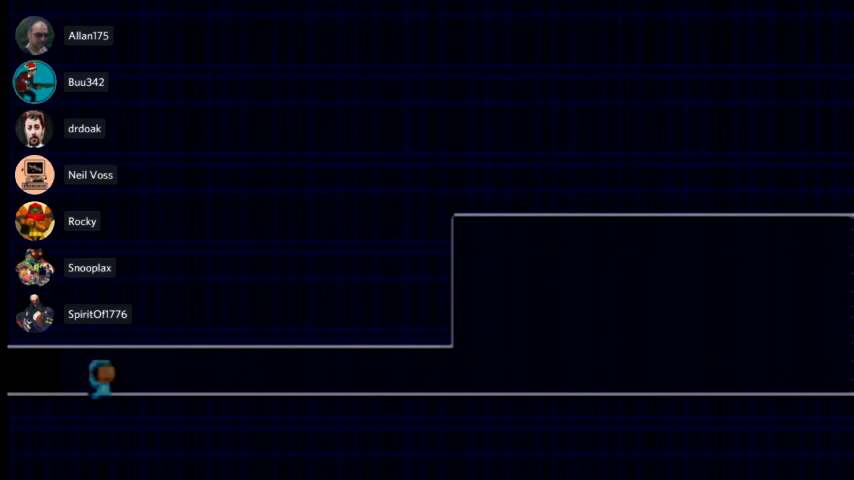 Allan175
Buu342
drdoak
Neil Voss
Rocky
Snooplax
SpiritOf1776